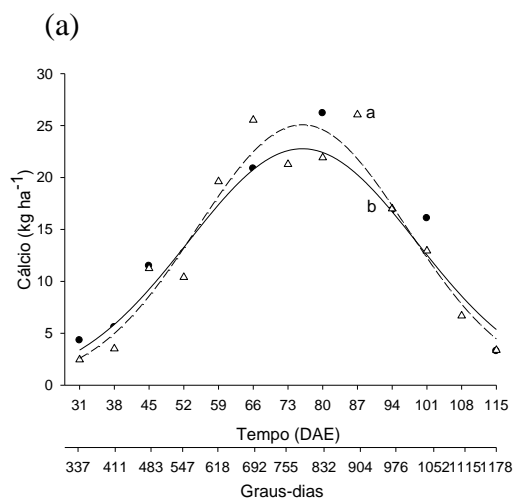 (a)
Cálcio (kg ha-1)
30
25
20
15
10
5
0
a
b
31 38 45 52 59 66 73 80 87 94 101 108 115
Tempo (DAE)
337 411 483 547 618 692 755 832 904 976 1052 1115 1178
Graus-dias